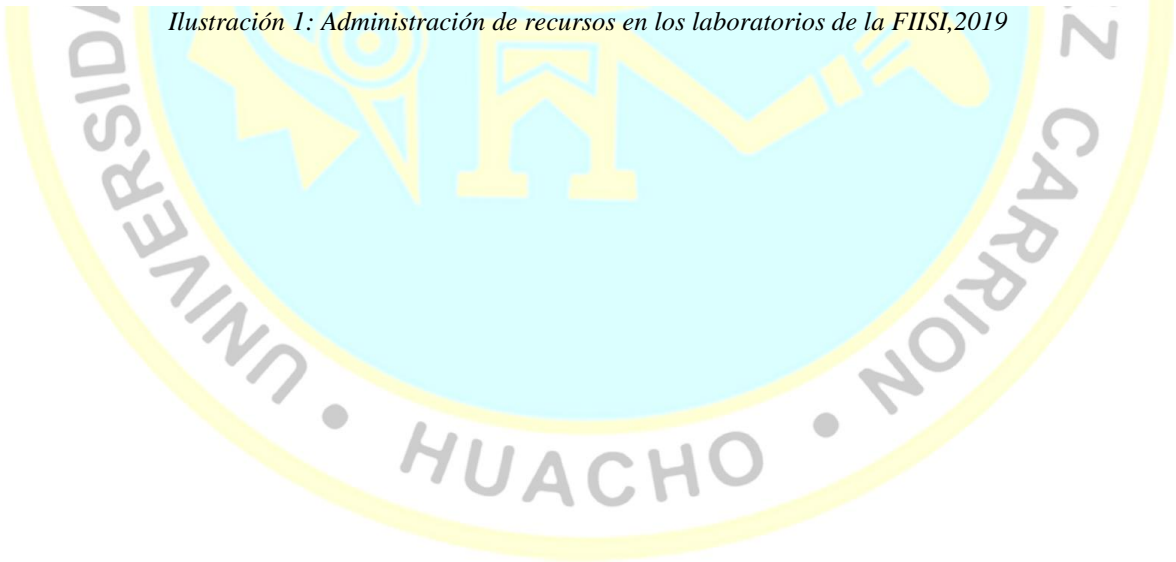 Ilustración 1: Administración de recursos en los laboratorios de la FIISI,2019
CARRION
HUACHO